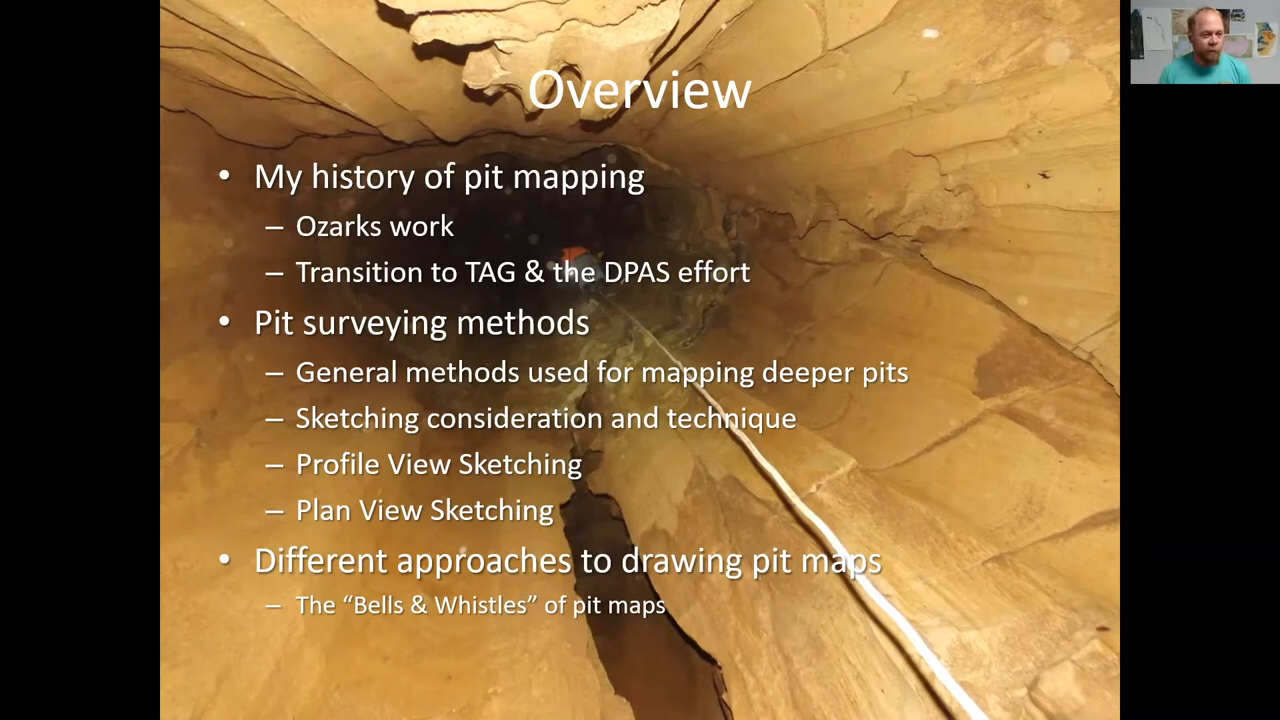 Overview
• My history of pit mapping
– Ozarks work
– Transition to TAG & the DPAS effort
• Pit surveying methods
– General methods used for mapping deeper pits
– Sketching consideration and technique
– Profile View Sketching
– Plan View Sketching
• Different approaches to drawing pit maps
– The “Bells & Whistles” of pit maps